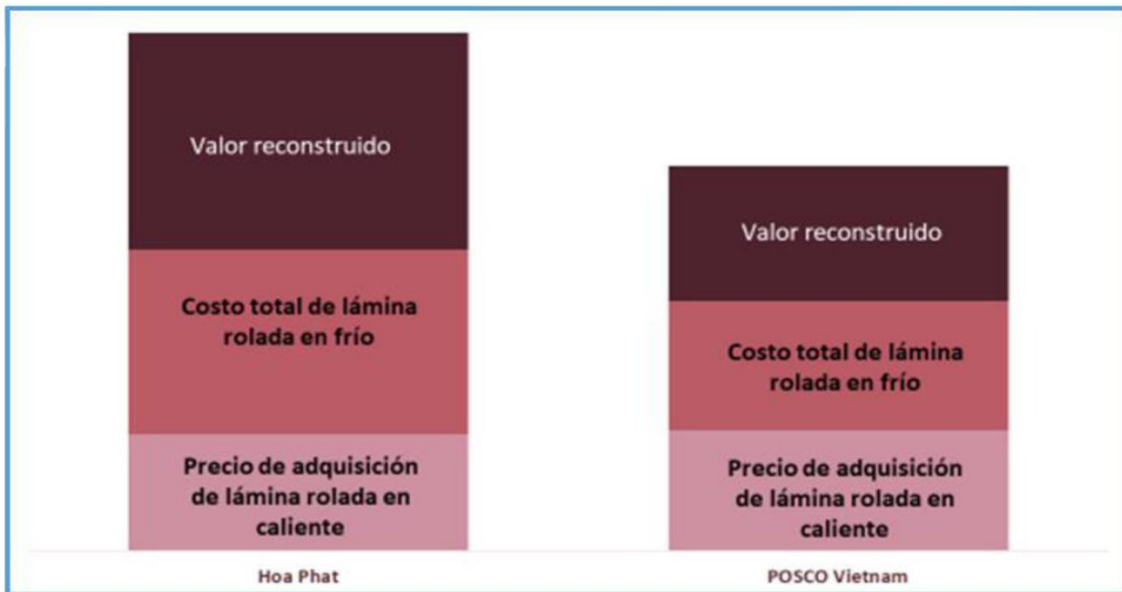 Valor reconstruido
Costo total de lámina
rolada en frío
Precio de adquisición
de lámina rolada en
caliente
Hoa Phat
Valor reconstruido
Costo total de lámina
rolada en frío
Precio de adquisición
de lámina rolada en
caliente
POSCO Vietnam